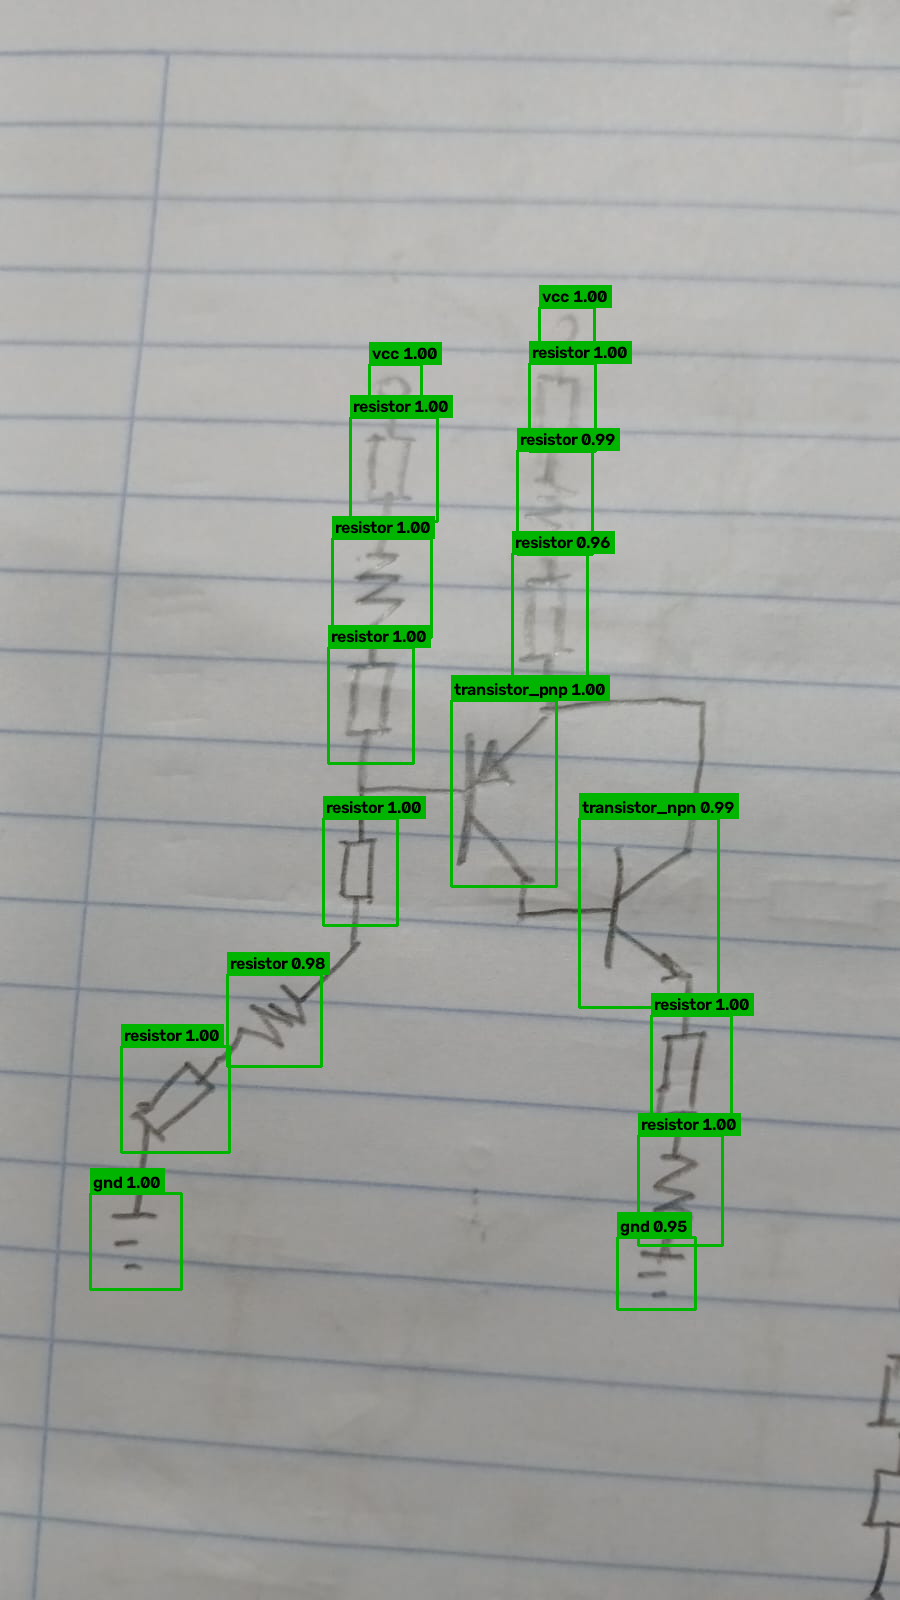 vcc 1.00
resistor 1.00
vcc 1.00
resistor 1.00
resistor 0.99
resistor 1.00
resistor 0.96
resistor 1.00
transistor_pnp 1.00
resistor 1.00
transistor_npn 0.99
resistor 0.98
resistor 1.00
resistor 1.00
resistor 1.00
gnd 1.00
gnd 0.95